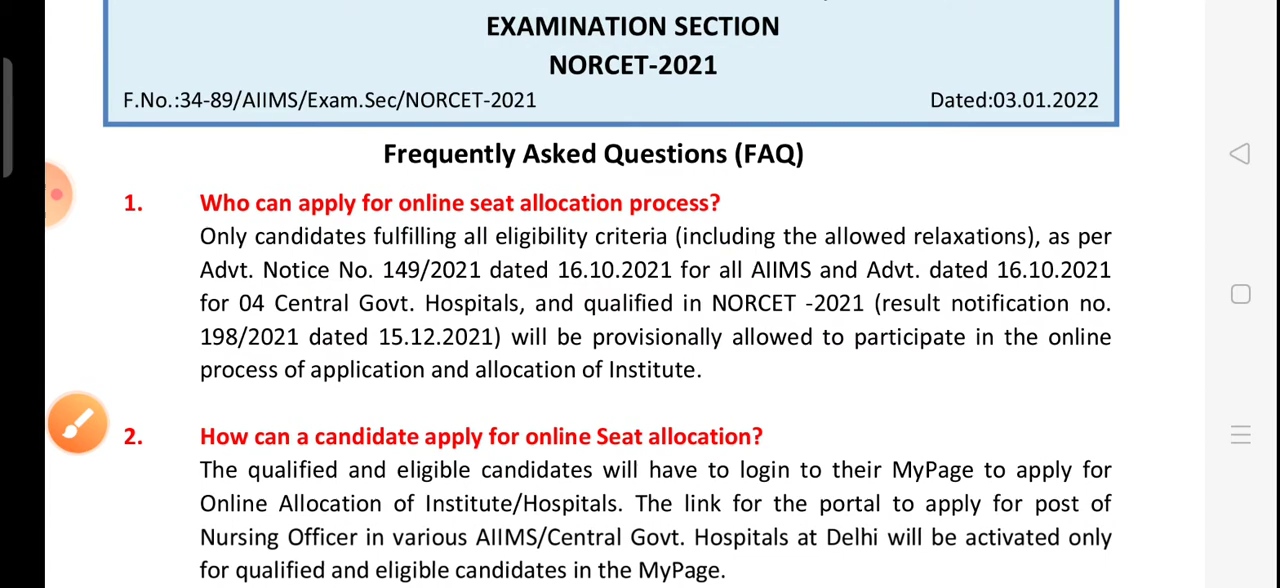 EXAMINATION SECTION
NORCET-2021
F.No.:34-89/AIIMS/Exam.Sec/NORCET-2021 Dated:03.01.2022
Frequently Asked Questions (FAQ)
1. Who can apply for online seat allocation process?
Only candidates fulfilling all eligibility criteria (including the allowed relaxations), as per
Advt. Notice No. 149/2021 dated 16.10.2021 for all AIIMS and Advt. dated 16.10.2021
for 04 Central Govt. Hospitals, and qualified in NORCET -2021 (result notification no.
198/2021 dated 15.12.2021) will be provisionally allowed to participate in the online
process of application and allocation of Institute.
2. How can a candidate apply for online Seat allocation?
The qualified and eligible candidates will have to login to their MyPage to apply for
Online Allocation of Institute/Hospitals. The link for the portal to apply for post of
Nursing Officer in various AIIMS/Central Govt. Hospitals at Delhi will be activated only
for qualified and eligible candidates in the MyPage.